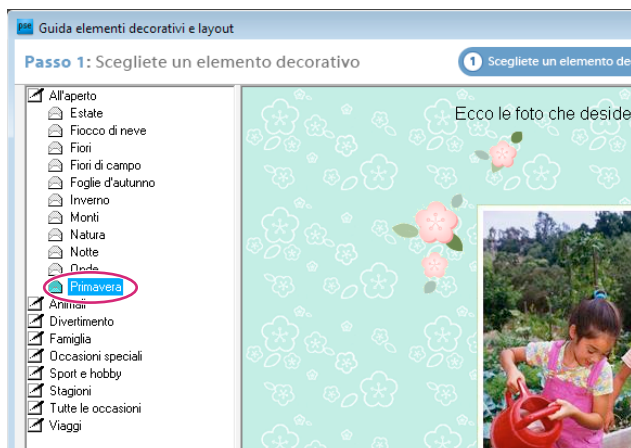 pse Guida elementi decorativi e layout
Passo 1: Scegliete un elemento decorativo
1 Scegliete un elemento de
All'aperto
Estate
Fiocco di neve
Fiori
Fiori di campo
Foglie d'autunno
Inverno
Monti
Natura
Notte
Onde
Primavera
Animali
Divertimento
Famiglia
Occasioni speciali
Sport e hobby
Stagioni
Tutte le occasioni
Viaggi
Ecco le foto che deside